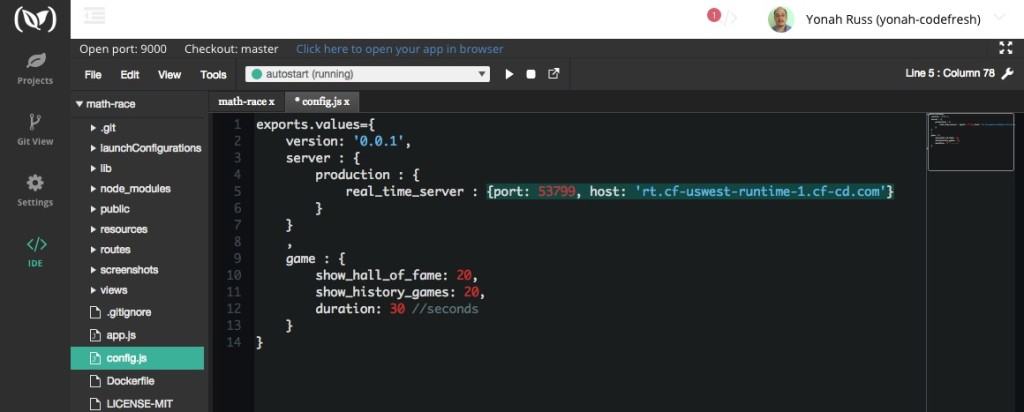 1
Yonah Russ (yonah-codefresh)
Projects
Git View
Settings
</>
IDE
Open port: 9000 Checkout: master Click here to open your app in browser
File Edit View Tools autostart (running) Line 5 : Column 78
math-race
.git
launchConfigurations
lib
node_modules
public
resources
routes
screenshots
views
.gitignore
app.js
config.js
Dockerfile
LICENSE-MIT
math-race x * config.js x
1 exports.values={
2 version: '0.0.1',
3 server : {
4 production : {
5 real_time_server : {port: 53799, host: 'rt.cf-uswest-runtime-1.cf-cd.com'}
6 }
7 }
8 ,
9 game : {
10 show_hall_of_fame: 20,
11 show_history_games: 20,
12 duration: 30 //seconds
13 }
14 }